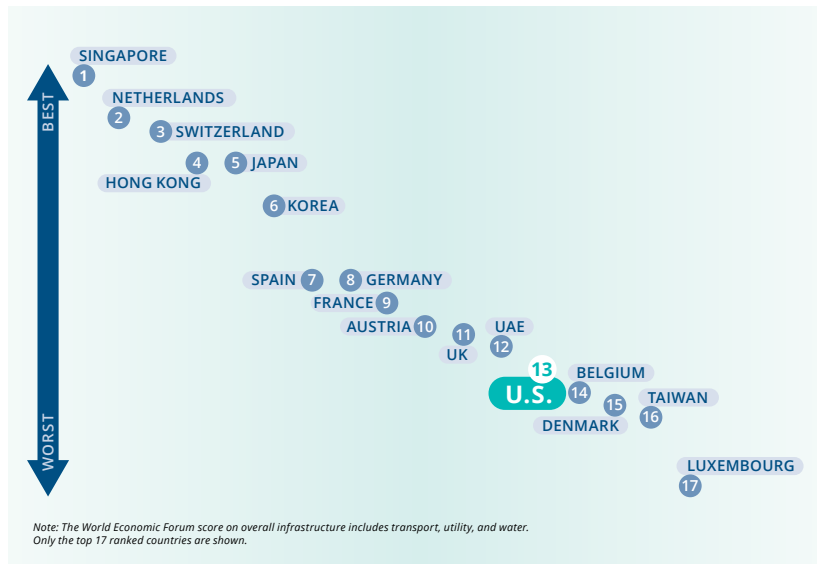 SINGAPORE
1
BEST
NETHERLANDS
2
3 SWITZERLAND
4
5 JAPAN
HONG KONG
6 KOREA
SPAIN 7
8 GERMANY
FRANCE 9
AUSTRIA 10
11
UK
UAE
12
13
U.S.
BELGIUM
14
15
DENMARK
TAIWAN
16
WORST
LUXEMBOURG
17
Note: The World Economic Forum score on overall infrastructure includes transport, utility, and water.
Only the top 17 ranked countries are shown.